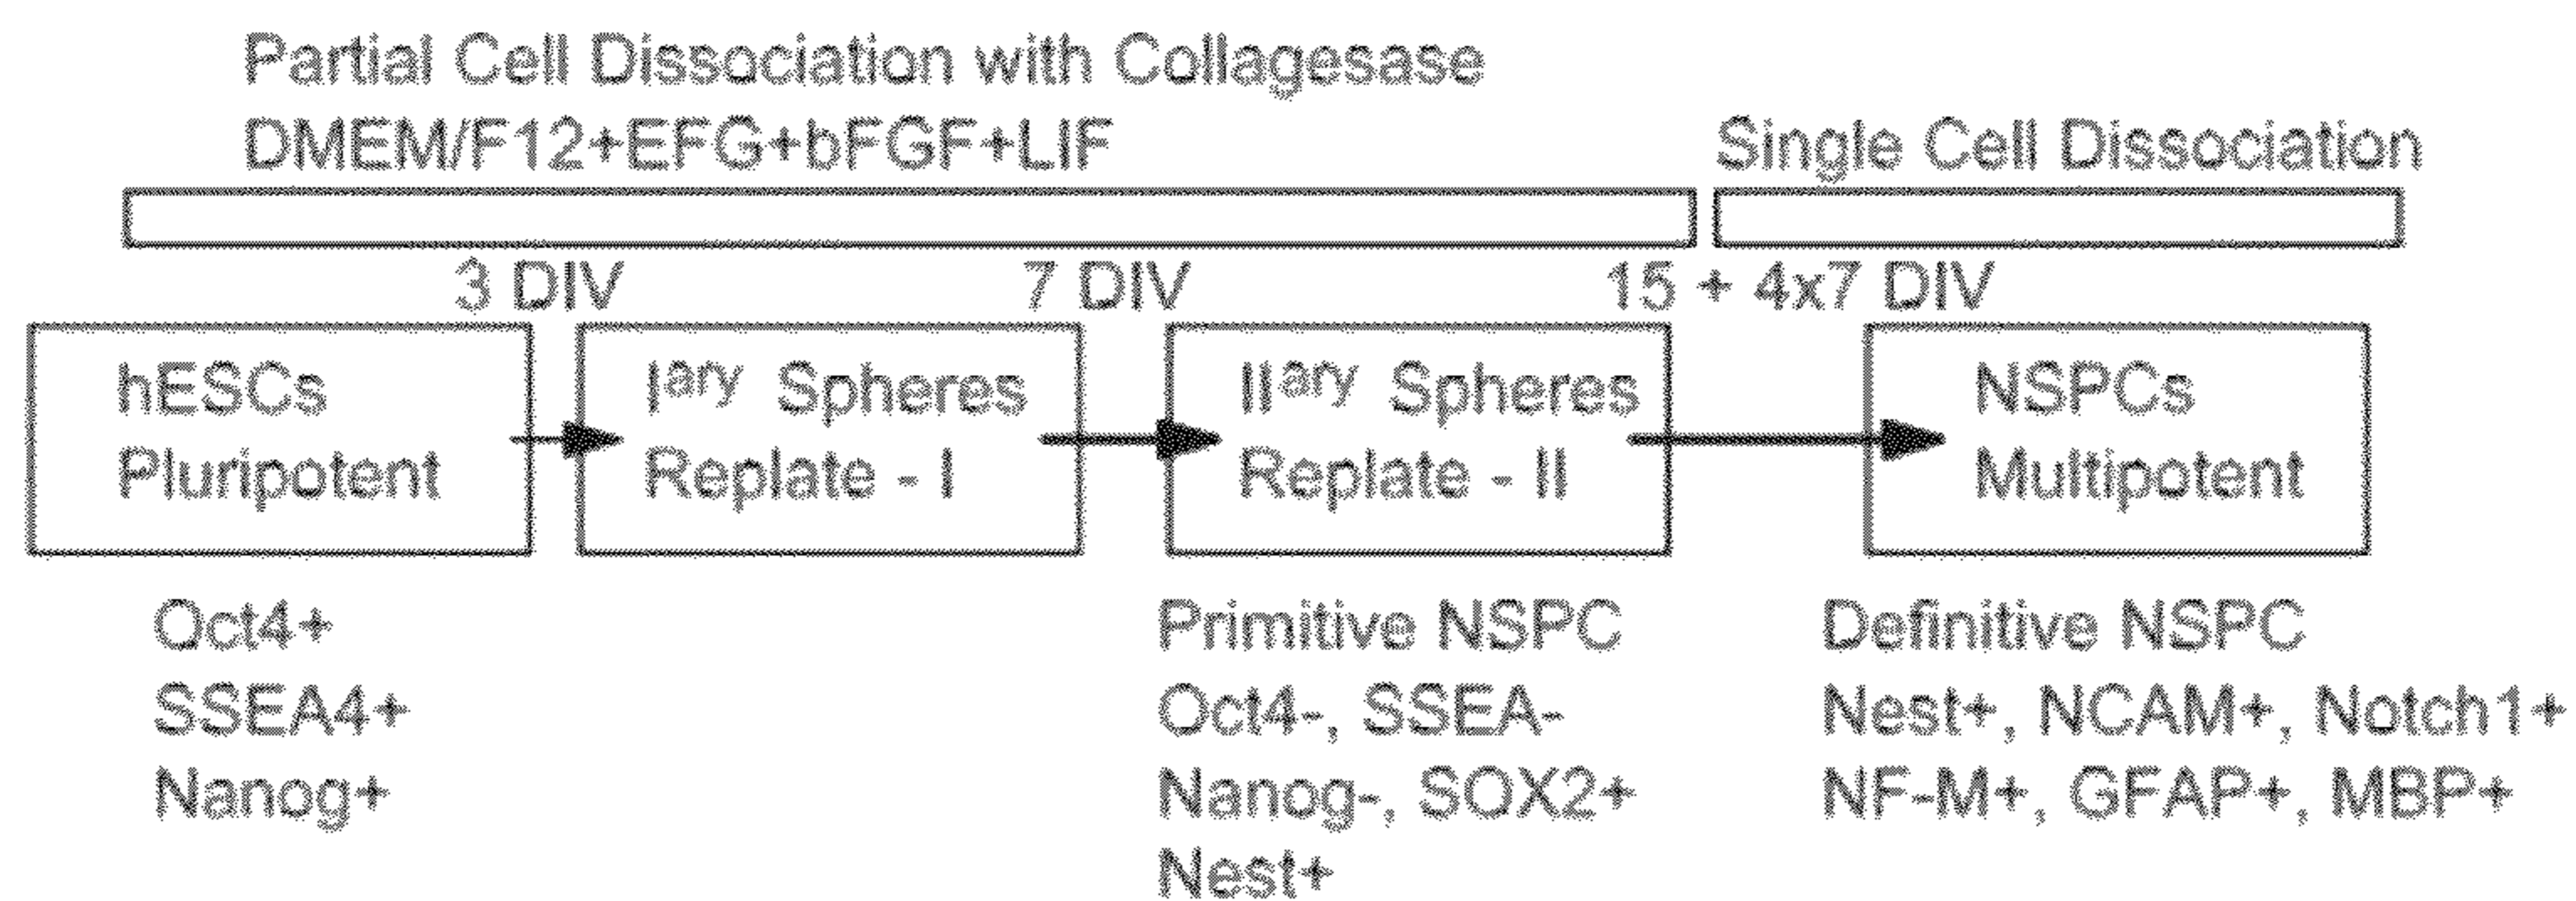 Partial Cell Dissociation with Collagesase
DMEM/F12+EFG+bFGF+LIF
Single Cell Dissociation
3 DIV
7 DIV
15 + 4x7 DIV
hESCs
Pluripotent
Iary Spheres
Replate - I
IIary Spheres
Replate - II
NSPCs
Multipotent
Oct4+
SSEA4+
Nanog+
Primitive NSPC
Oct4-, SSEA-
Nanog-, SOX2+
Nest+
Definitive NSPC
Nest+, NCAM+, Notch1+
NF-M+, GFAP+, MBP+